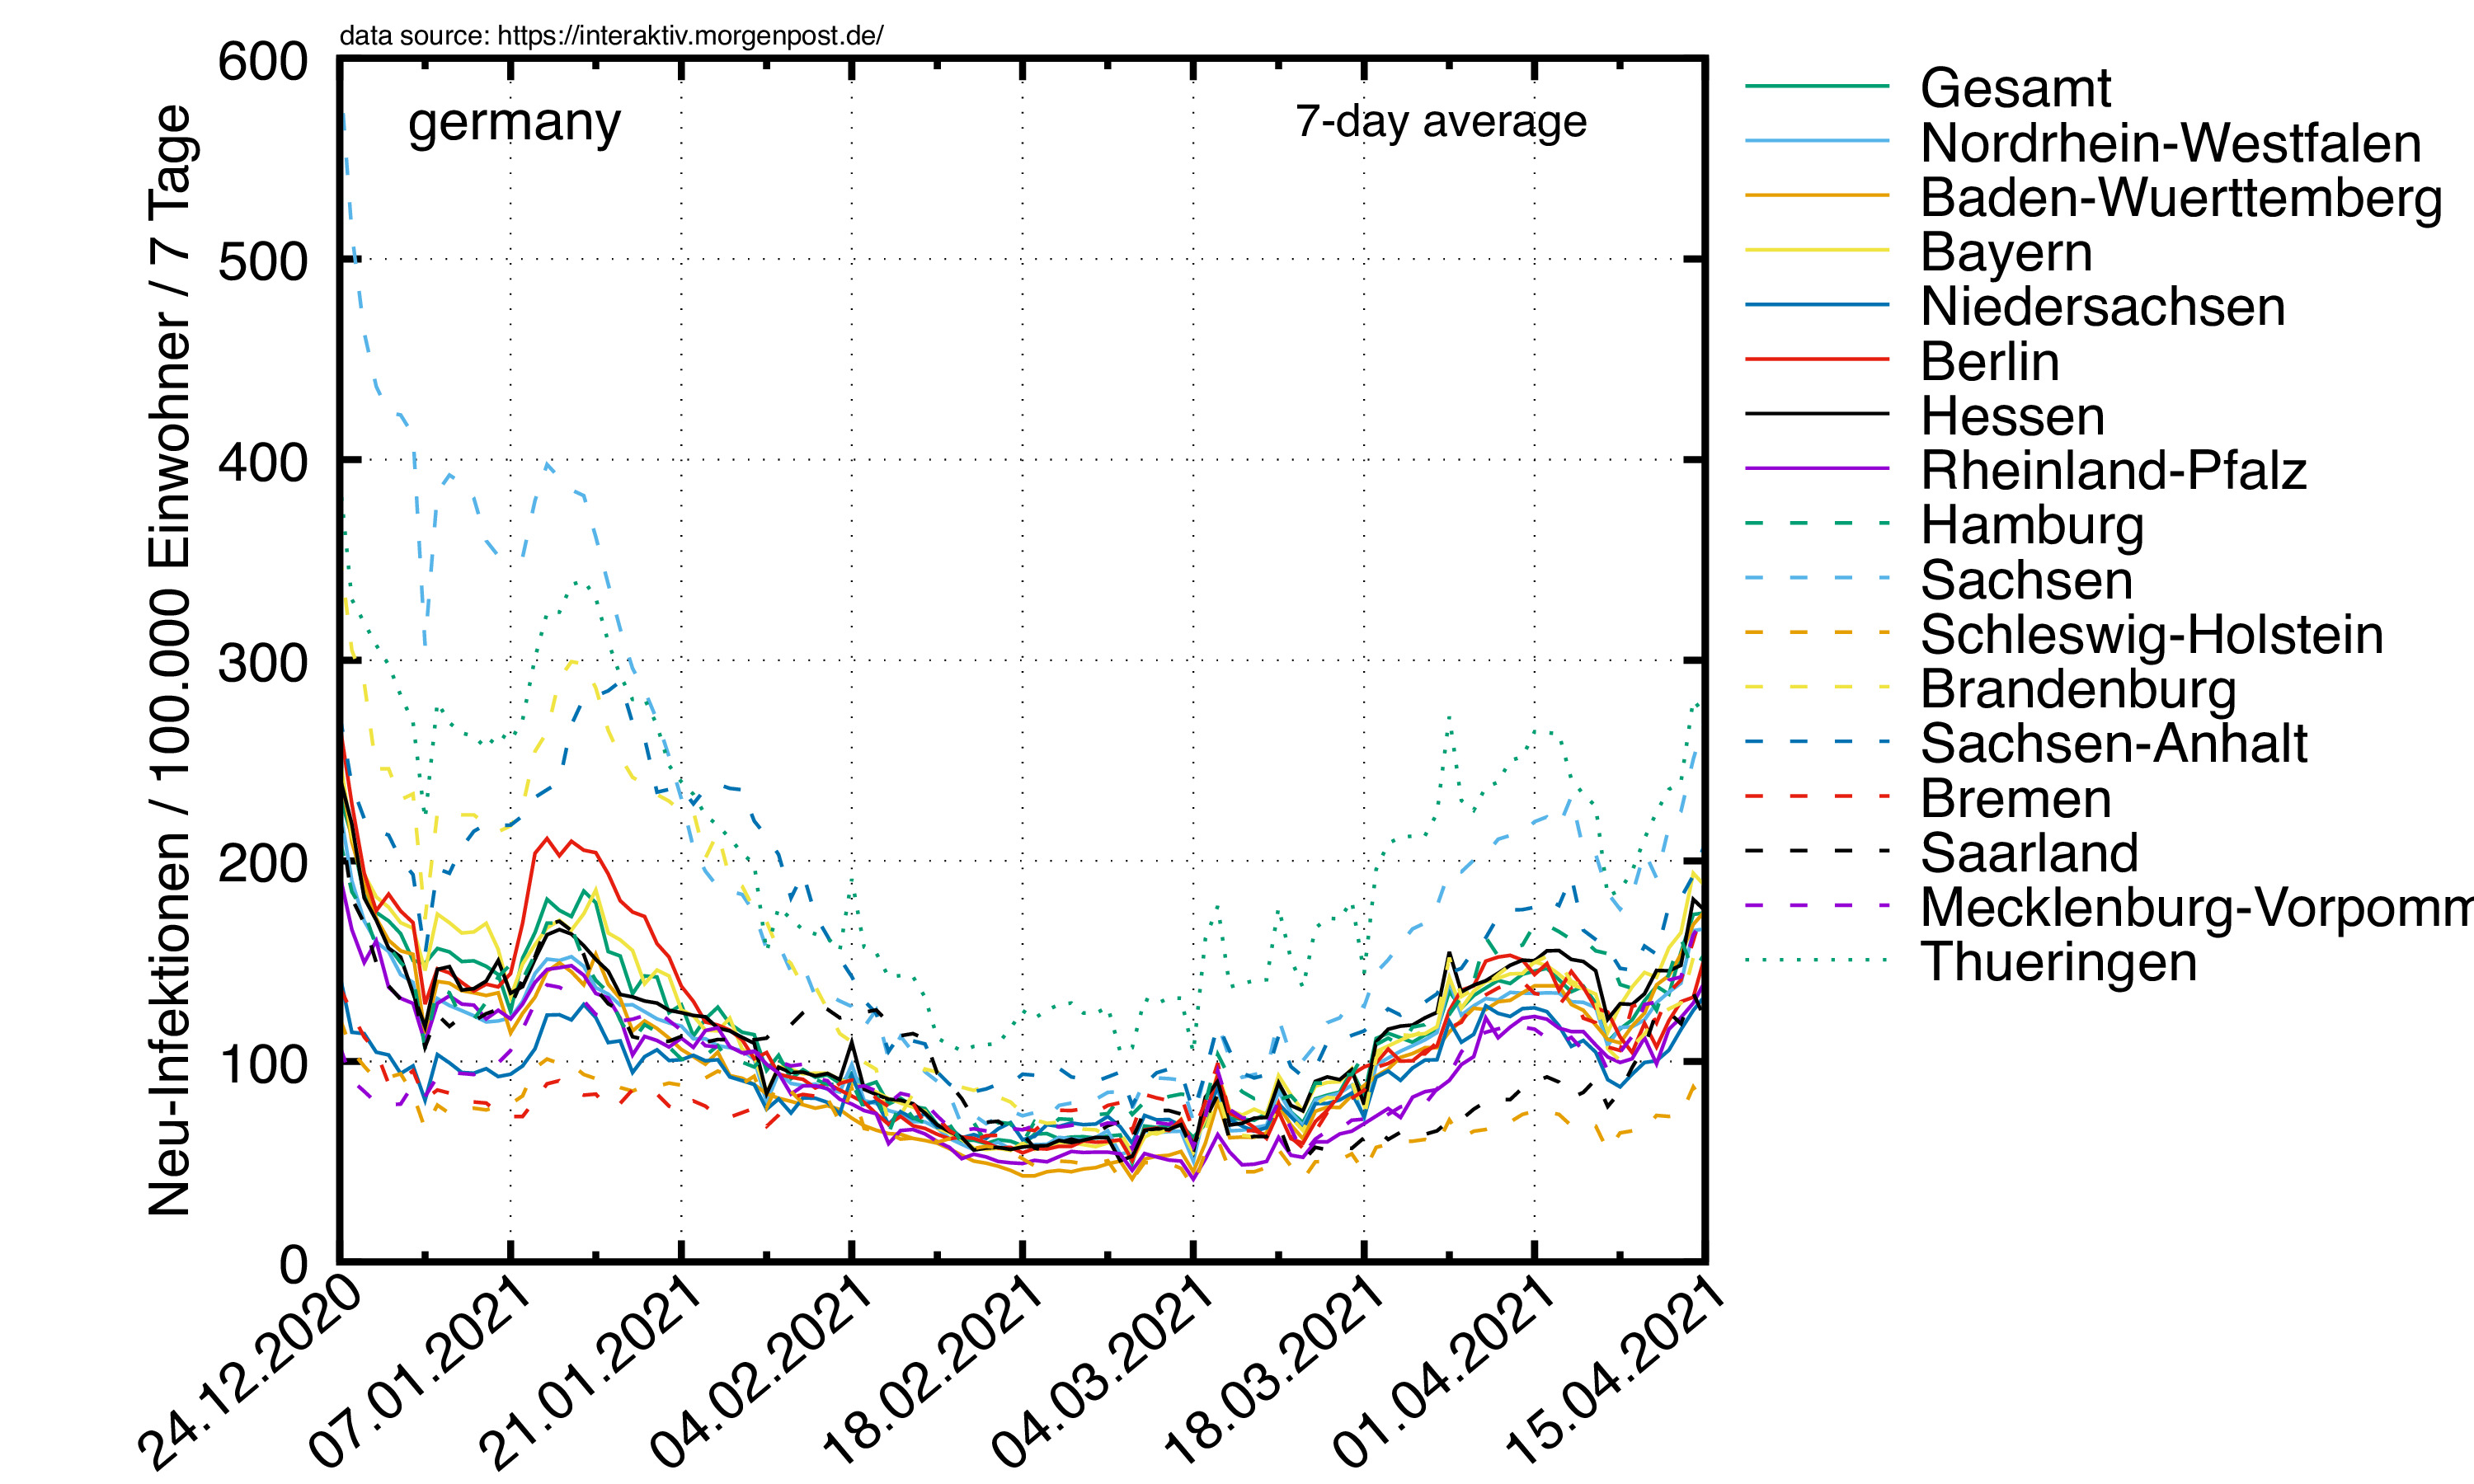 data source: https://interaktiv.morgenpost.de/
germany
7-day average
Neu-Infektionen / 100.000 Einwohner / 7 Tage
600
500
400
300
200
100
0
24.12.2020
07.01.2021
21.01.2021
04.02.2021
18.02.2021
04.03.2021
18.03.2021
01.04.2021
15.04.2021
Gesamt
Nordrhein-Westfalen
Baden-Wuerttemberg
Bayern
Niedersachsen
Berlin
Hessen
Rheinland-Pfalz
Hamburg
Sachsen
Schleswig-Holstein
Brandenburg
Sachsen-Anhalt
Bremen
Saarland
Mecklenburg-Vorpomm
Thueringen